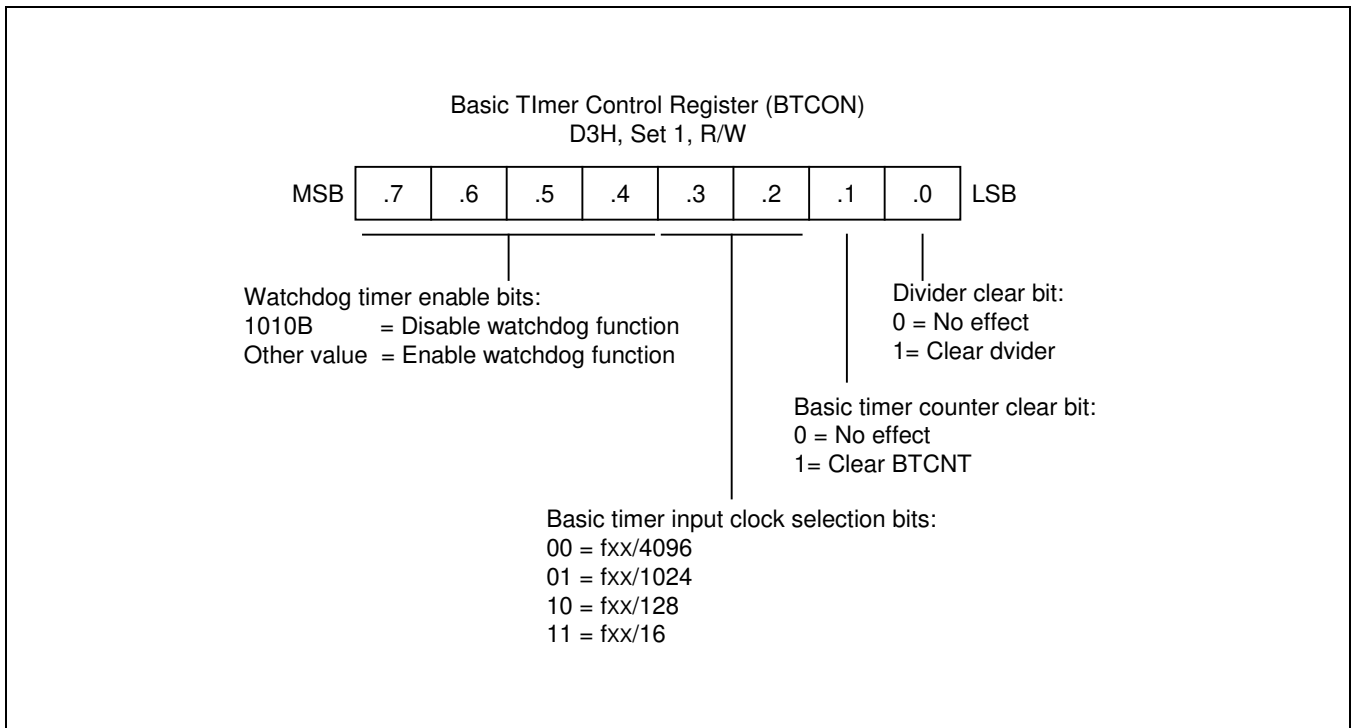 Basic TImer Control Register (BTCON)
D3H, Set 1, R/W
MSB .7 .6 .5 .4 .3 .2 .1 .0 LSB
Watchdog timer enable bits:
1010B = Disable watchdog function
Other value = Enable watchdog function
Divider clear bit:
0 = No effect
1= Clear dvider
Basic timer counter clear bit:
0 = No effect
1= Clear BTCNT
Basic timer input clock selection bits:
00 = fxx/4096
01 = fxx/1024
10 = fxx/128
11 = fxx/16